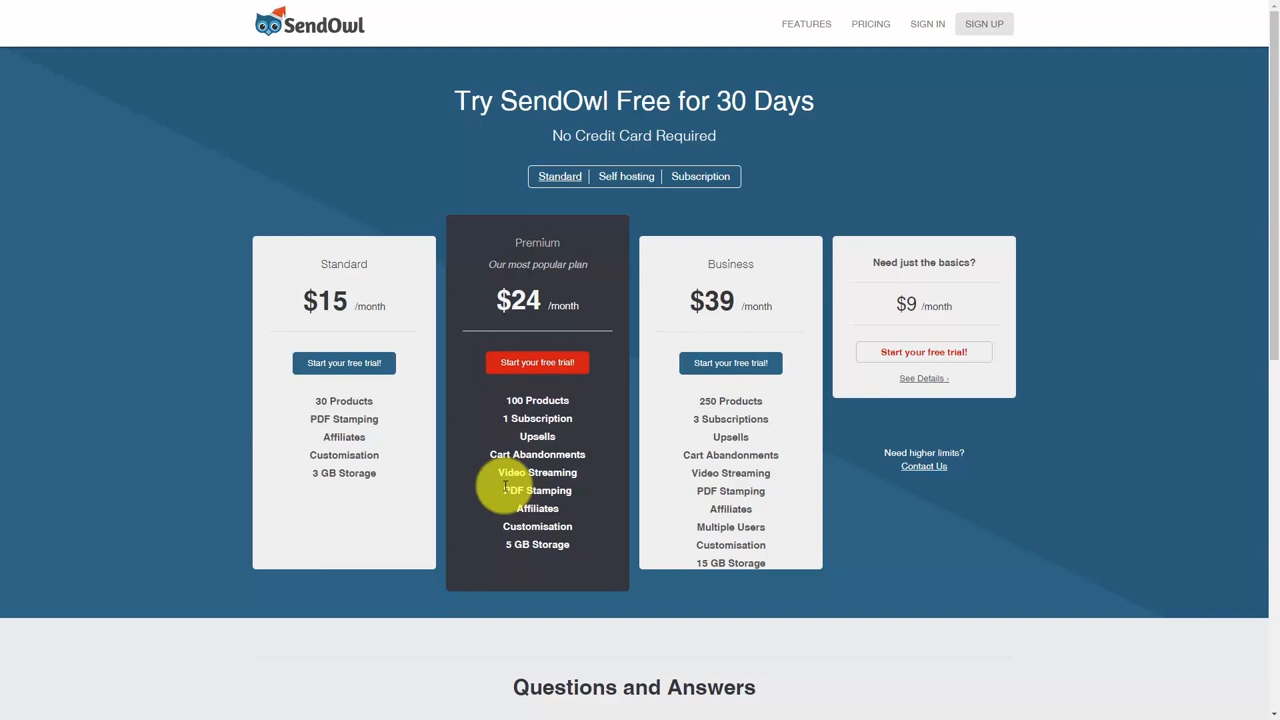 SendOwl
FEATURES PRICING SIGN IN SIGN UP
Try SendOwl Free for 30 Days
No Credit Card Required
Standard Self hosting Subscription
Standard
$15 /month
Start your free trial!
30 Products
PDF Stamping
Affiliates
Customisation
3 GB Storage
Premium
Our most popular plan
$24 /month
Start your free trial!
100 Products
1 Subscription
Upsells
Cart Abandonments
Video Streaming
PDF Stamping
Affiliates
Customisation
5 GB Storage
Business
$39 /month
Start your free trial!
250 Products
3 Subscriptions
Upsells
Cart Abandonments
Video Streaming
PDF Stamping
Affiliates
Multiple Users
Customisation
15 GB Storage
Need just the basics?
$9 /month
Start your free trial!
See Details ›
Need higher limits?
Contact Us
Questions and Answers